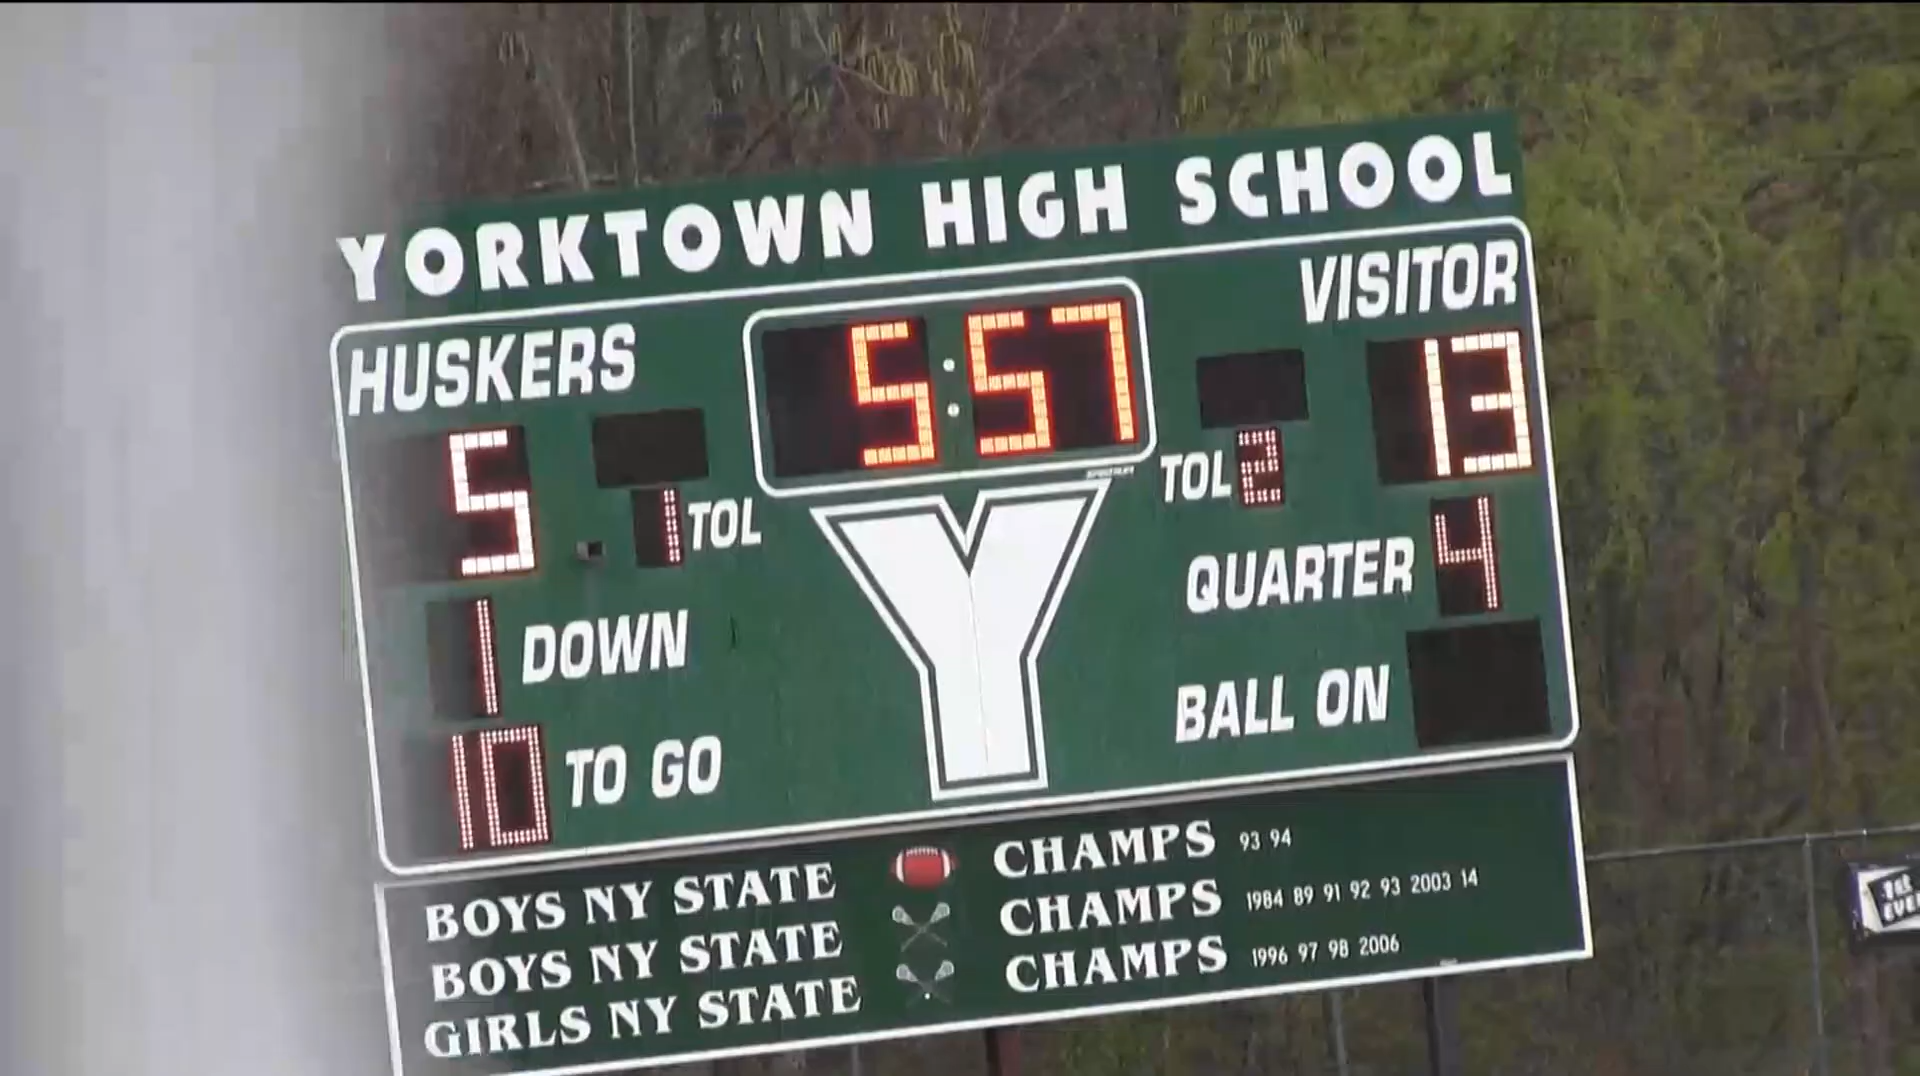 YORKTOWN HIGH SCHOOL
HUSKERS
5:57
VISITOR
5
1 TOL
TOL 2
13
1 DOWN
QUARTER 4
10 TO GO
BALL ON
Y
BOYS NY STATE CHAMPS 93 94
BOYS NY STATE CHAMPS 1984 89 91 92 93 2003 14
GIRLS NY STATE CHAMPS 1996 97 98 2006